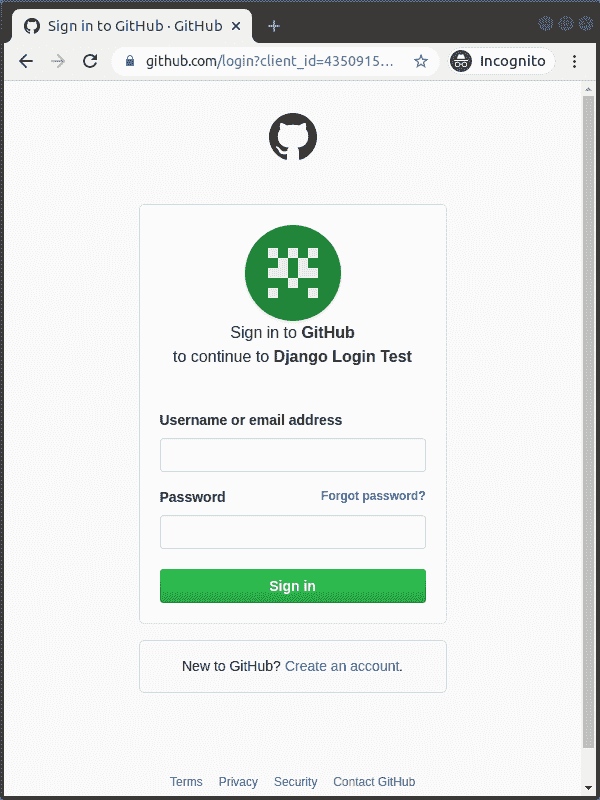 Sign in to GitHub · GitHub
github.com/login?client_id=4350915...
Incognito
Sign in to GitHub
to continue to Django Login Test
Username or email address
Password Forgot password?
Sign in
New to GitHub? Create an account.
Terms Privacy Security Contact GitHub